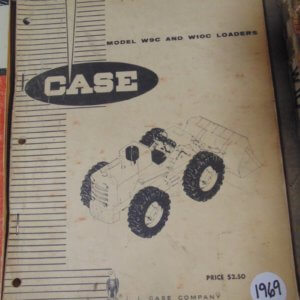 MODEL W9C AND W10C LOADERS
CASE
PRICE $2.50
J. I. CASE COMPANY
1969